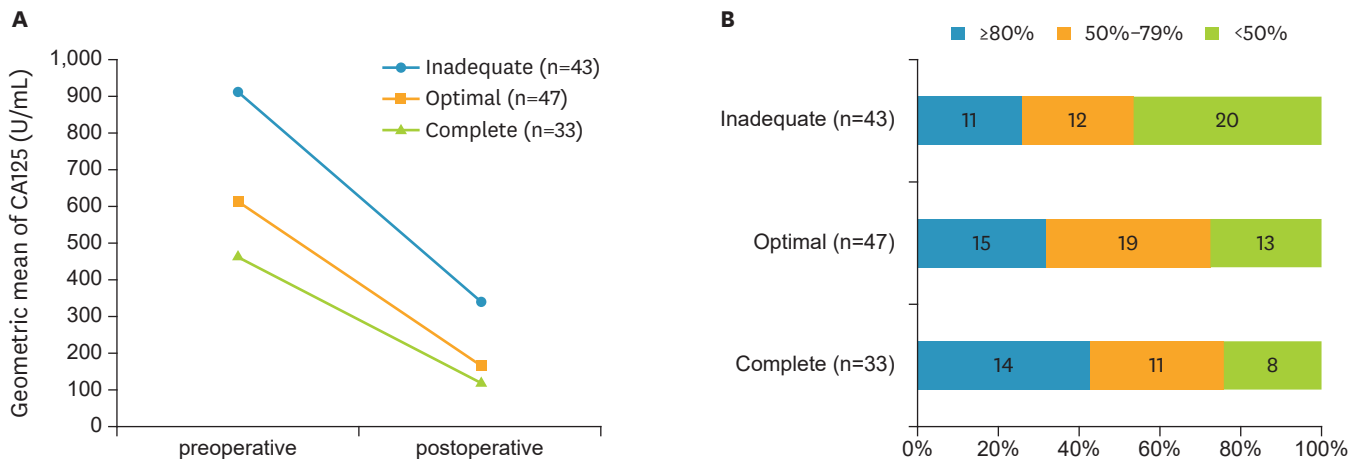 A
Geometric mean of CA125 (U/mL)
1,000
900
800
700
600
500
400
300
200
100
0
preoperative
postoperative
Inadequate (n=43)
Optimal (n=47)
Complete (n=33)
B
≥80% 50%–79% <50%
Inadequate (n=43) 11 12 20
Optimal (n=47) 15 19 13
Complete (n=33) 14 11 8
0% 20% 40% 60% 80% 100%